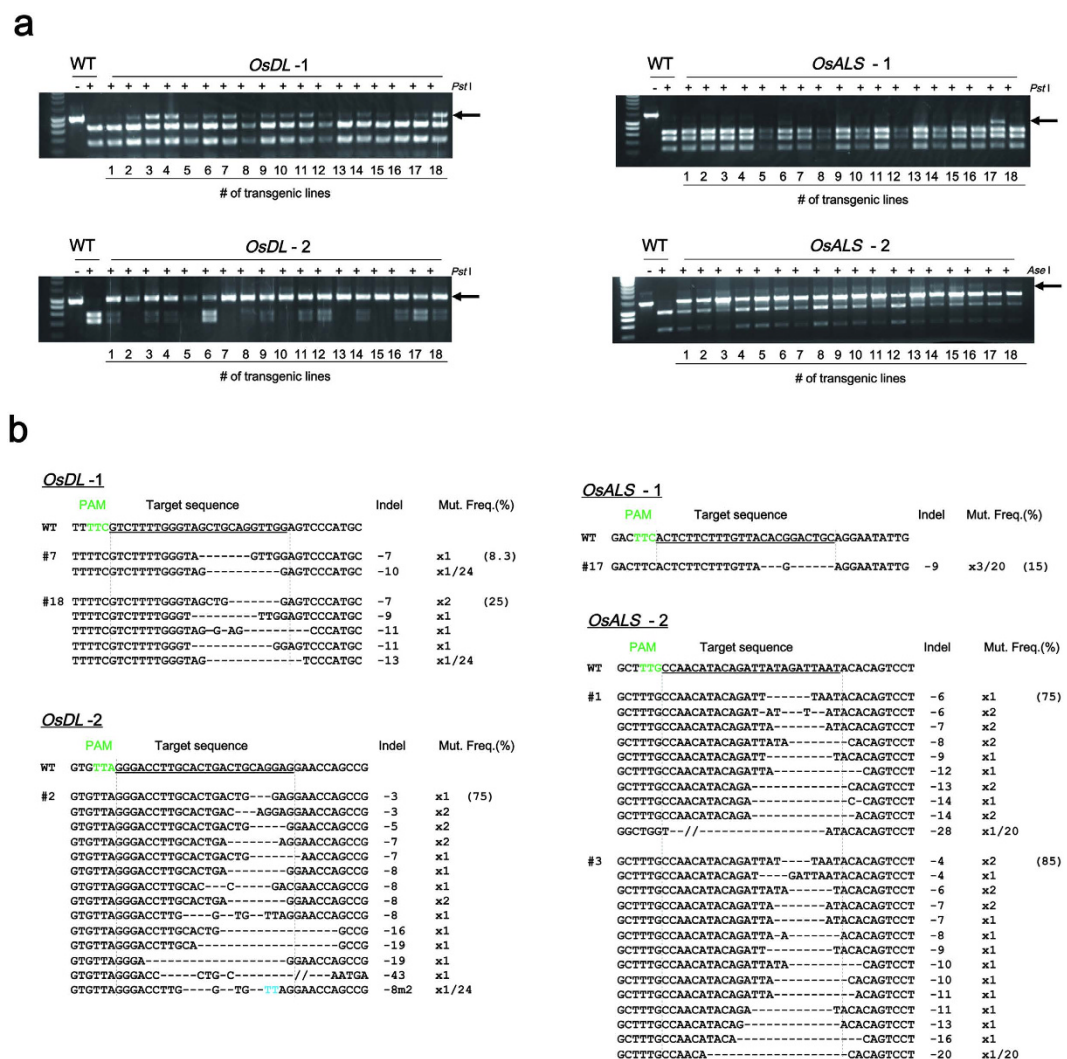 a
WT OsDL -1
- + + + + + + + + + + + + + + + + + + + Pst I
1 2 3 4 5 6 7 8 9 10 11 12 13 14 15 16 17 18
# of transgenic lines
WT OsALS - 1
- + + + + + + + + + + + + + + + + + + + Pst I
1 2 3 4 5 6 7 8 9 10 11 12 13 14 15 16 17 18
# of transgenic lines
WT OsDL - 2
- + + + + + + + + + + + + + + + + + + + Pst I
1 2 3 4 5 6 7 8 9 10 11 12 13 14 15 16 17 18
# of transgenic lines
WT OsALS - 2
- + + + + + + + + + + + + + + + + + + + Ase I
1 2 3 4 5 6 7 8 9 10 11 12 13 14 15 16 17 18
# of transgenic lines
b
OsDL -1
PAM Target sequence Indel Mut. Freq.(%)
WT TTTTCGTCTTTTGGGTAGCTGCAGGTTGGAGTCCCATGC
#7 TTTTCGTCTTTTGGGTA-------GTTGGAGTCCCATGC -7 x1 (8.3)
TTTTCGTCTTTTGGGTAG----------GAGTCCCATGC -10 x1/24
#18 TTTTCGTCTTTTGGGTAGCTG-------GAGTCCCATGC -7 x2 (25)
TTTTCGTCTTTTGGGT---------TTGGAGTCCCATGC -9 x1
TTTTCGTCTTTTGGGTAG-G-AG----------CCCATGC -11 x1
TTTTCGTCTTTTGGGT-----------GGAGTCCCATGC -11 x1
TTTTCGTCTTTTGGGTAG-------------TCCCATGC -13 x1/24
OsDL -2
PAM Target sequence Indel Mut. Freq.(%)
WT GTGTTAGGGACCTTGCACTGACTGCAGGAGGAACCAGCCG
#2 GTGTTAGGGACCTTGCACTGACTG---GAGGAACCAGCCG -3 x1 (75)
GTGTTAGGGACCTTGCACTGAC---AGGAGGAACCAGCCG -3 x2
GTGTTAGGGACCTTGCACTGACTG-----GGAACCAGCCG -5 x2
GTGTTAGGGACCTTGCACTGA-------AGGAACCAGCCG -7 x2
GTGTTAGGGACCTTGCACTGACTG-------AACCAGCCG -7 x1
GTGTTAGGGACCTTGCACTGA--------GGAACCAGCCG -8 x1
GTGTTAGGGACCTTGCAC---C-----GACGAACCAGCCG -8 x1
GTGTTAGGGACCTTGCACTGA--------GGAACCAGCCG -8 x2
GTGTTAGGGACCTTG---G-TG--TTAGGAACCAGCCG -8 x1
GTGTTAGGGACCTTGCACTG----------------GCCG -16 x1
GTGTTAGGGACCTTGCA-------------------GCCG -19 x1
GTGTTAGGGA-------------------GGAACCAGCCG -19 x1
GTGTTAGGGACC-----CTG-C--------//---AATGA -43 x1
GTGTTAGGGACCTTG----G--TG--TTAGGAACCAGCCG -8m2 x1/24
OsALS - 1
PAM Target sequence Indel Mut. Freq.(%)
WT GACTTCACTCTTCTTTGTTACACGGACTGCAGGAATATTG
#17 GACTTCACTCTTCTTTGTTA---G------AGGAATATTG -9 x3/20 (15)
OsALS - 2
PAM Target sequence Indel Mut. Freq.(%)
WT GCTTTGCCAACATACAGATTATAGATTAATACACAGTCCT
#1 GCTTTGCCAACATACAGATT------TAATACACAGTCCT -6 x1 (75)
GCTTTGCCAACATACAGAT-AT---T--ATACACAGTCCT -6 x2
GCTTTGCCAACATACAGATTA-------ATACACAGTCCT -7 x2
GCTTTGCCAACATACAGATTATA--------CACAGTCCT -8 x2
GCTTTGCCAACATACAGATT---------TACACAGTCCT -9 x1
GCTTTGCCAACATACAGATTA------------CAGTCCT -12 x1
GCTTTGCCAACATACAGA-------------CACAGTCCT -13 x2
GCTTTGCCAACATACAGA-------------C-CAGTCCT -14 x1
GCTTTGCCAACATACAGA--------------ACAGTCCT -14 x2
GGCTGGT--//----------------ATACACAGTCCT -28 x1/20
#3 GCTTTGCCAACATACAGATTAT----TAATACACAGTCCT -4 x2 (85)
GCTTTGCCAACATACAGAT----GATTAATACACAGTCCT -4 x1
GCTTTGCCAACATACAGATTATA------TACACAGTCCT -6 x2
GCTTTGCCAACATACAGATTA-------ATACACAGTCCT -7 x2
GCTTTGCCAACATACAGATTA-------ATACACAGTCCT -7 x1
GCTTTGCCAACATACAGATTA-A--------ACACAGTCCT -8 x1
GCTTTGCCAACATACAGATT---------TACACAGTCCT -9 x1
GCTTTGCCAACATACAGATTATA----------CAGTCCT -10 x1
GCTTTGCCAACATACAGATTA----------CACAGTCCT -10 x1
GCTTTGCCAACATACAGATTA-----------ACAGTCCT -11 x1
GCTTTGCCAACATACAGA-----------TACACAGTCCT -11 x1
GCTTTGCCAACATACAG-------------ACACAGTCCT -13 x1
GCTTTGCCAACATACA----------------CAGTCCT -16 x1
GCTTTGCCAACA--------------------CACAGTCCT -20 x1/20